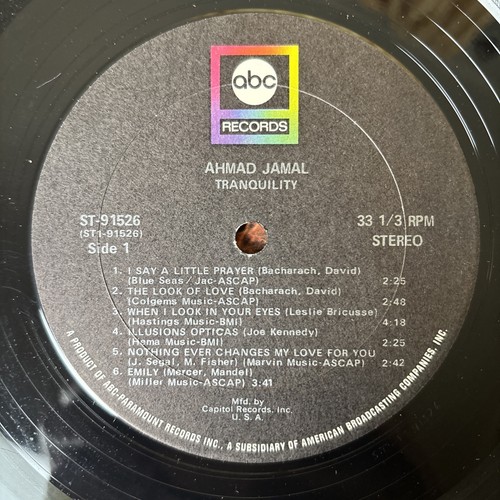 abc
RECORDS
AHMAD JAMAL
TRANQUILITY
ST-91526
(ST1-91526)
Side 1
33 1/3 RPM
STEREO
1. I SAY A LITTLE PRAYER (Bacharach, David)
(Blue Seas/Jac-ASCAP) 2:25
2. THE LOOK OF LOVE (Bacharach, David)
(Colgems Music-ASCAP) 2:48
3. WHEN I LOOK IN YOUR EYES (Leslie Bricusse)
(Hastings Music-BMI) 4:18
4. ILLUSIONS OPTICAS (Joe Kennedy)
(Hema Music-BMI) 2:25
5. NOTHING EVER CHANGES MY LOVE FOR YOU
(J. Segal, M. Fisher) (Marvin Music-ASCAP) 2:42
6. EMILY (Mercer, Mandel)
(Miller Music-ASCAP) 3:41
Mfd. by
Capitol Records, Inc.
U. S. A.
A PRODUCT OF ABC-PARAMOUNT RECORDS INC., A SUBSIDIARY OF AMERICAN BROADCASTING COMPANIES, INC.